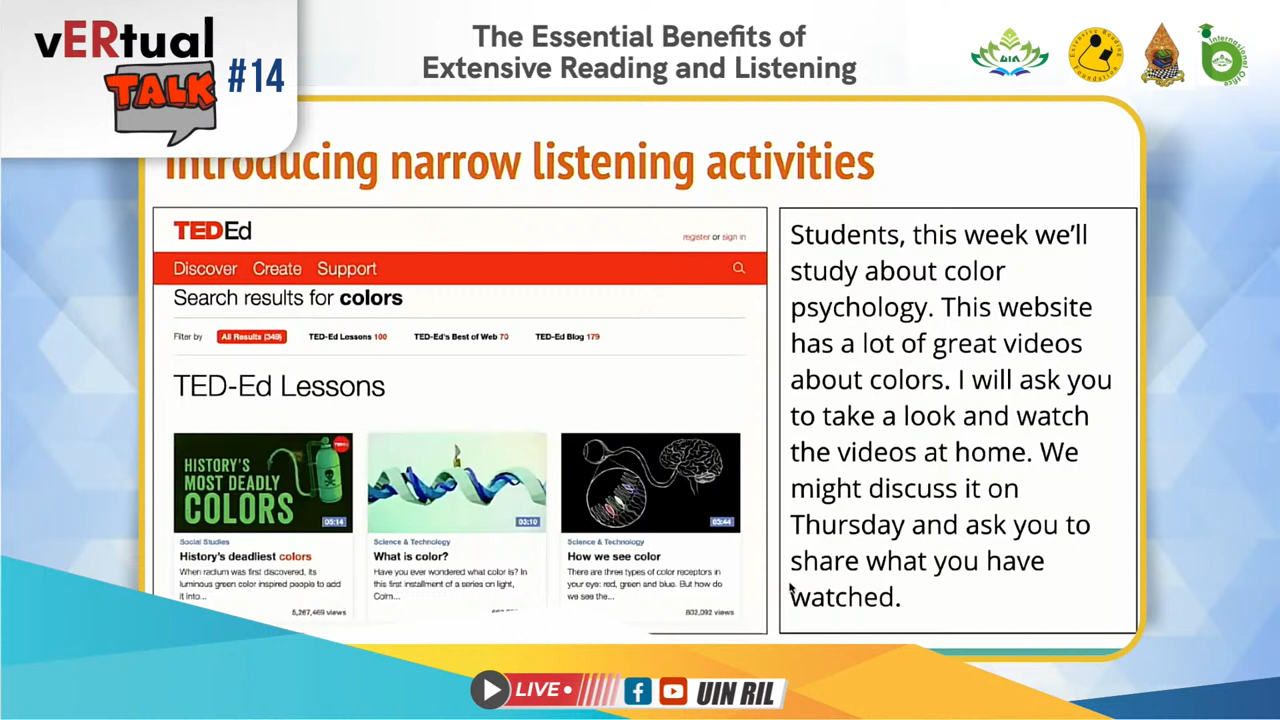 vERtual
TALK
#14
The Essential Benefits of
Extensive Reading and Listening
Extensive Reading
Foundation
Internasional Office
Introducing narrow listening activities
TEDEd
register or sign in
Discover Create Support
Search results for colors
Filter by All Results (349) TED-Ed Lessons 100 TED-Ed's Best of Web 70 TED-Ed Blog 179
TED-Ed Lessons
HISTORY'S
MOST DEADLY
COLORS
05:14
03:10
03:44
Social Studies
History's deadliest colors
When radium was first discovered, its
luminous green color inspired people to add
it into...
5,267,469 views
Science & Technology
What is color?
Have you ever wondered what color is? In
this first installment of a series on light,
Colm...
Science & Technology
How we see color
There are three types of color receptors in
your eye: red, green and blue. But how do
we see the...
802,092 views
Students, this week we'll
study about color
psychology. This website
has a lot of great videos
about colors. I will ask you
to take a look and watch
the videos at home. We
might discuss it on
Thursday and ask you to
share what you have
watched.
LIVE
UIN RIL